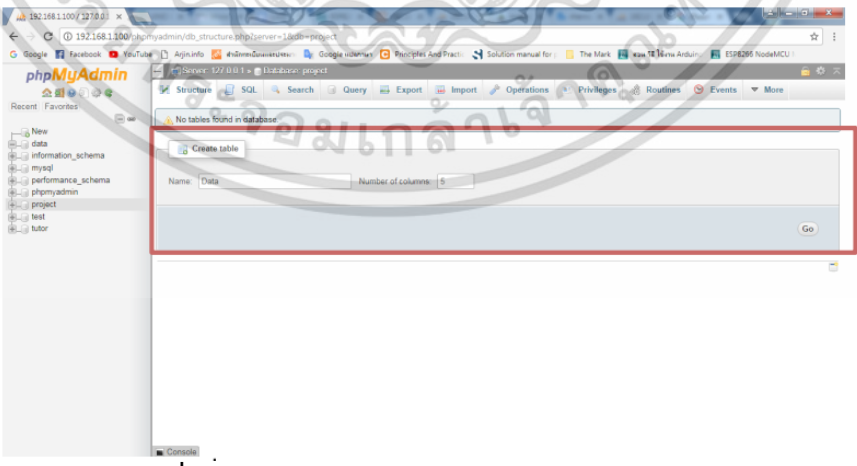 192.168.1.100 / 127.0.0.1
192.168.1.100/phpmyadmin/db_structure.php?server=1&db=project
Google Facebook YouTube Arjin.info Google แปลภาษา Principles And Practi Solution manual for The Mark ESP8266 NodeMCU
phpMyAdmin
Recent Favorites
New
data
information_schema
mysql
performance_schema
phpmyadmin
project
test
tutor
Server: 127.0.0.1 » Database: project
Structure SQL Search Query Export Import Operations Privileges Routines Events More
No tables found in database.
Create table
Name: Data Number of columns: 5
Go
Console